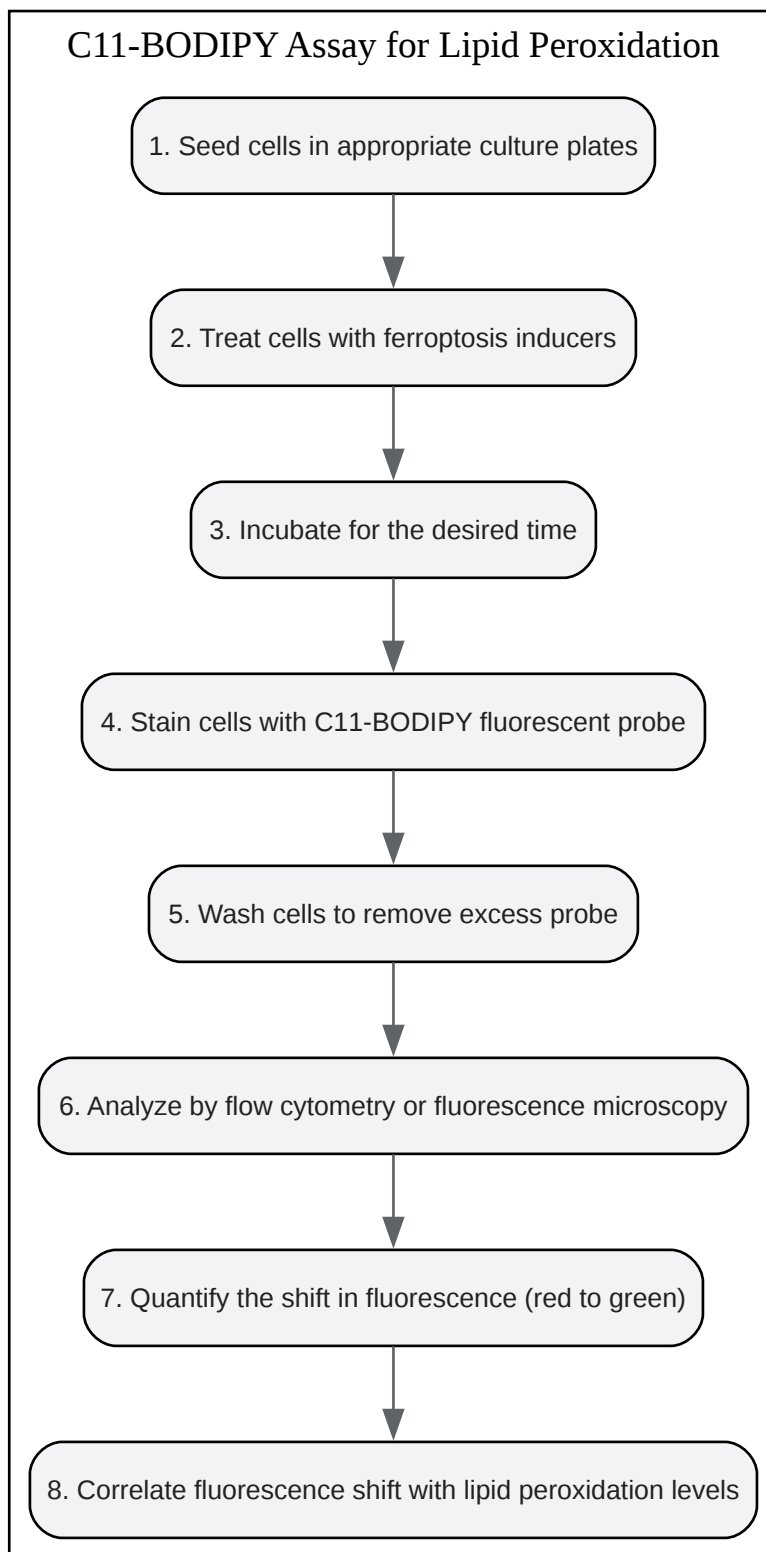 C11-BODIPY Assay for Lipid Peroxidation
1. Seed cells in appropriate culture plates
2. Treat cells with ferroptosis inducers
3. Incubate for the desired time
4. Stain cells with C11-BODIPY fluorescent probe
5. Wash cells to remove excess probe
6. Analyze by flow cytometry or fluorescence microscopy
7. Quantify the shift in fluorescence (red to green)
8. Correlate fluorescence shift with lipid peroxidation levels